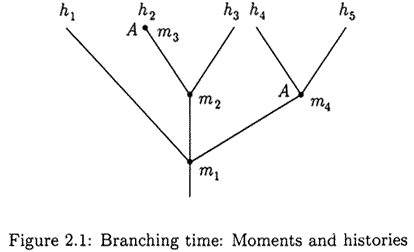 h₁ h₂ h₃ h₄ h₅
A m₃
m₂
A m₄
m₁
Figure 2.1: Branching time: Moments and histories